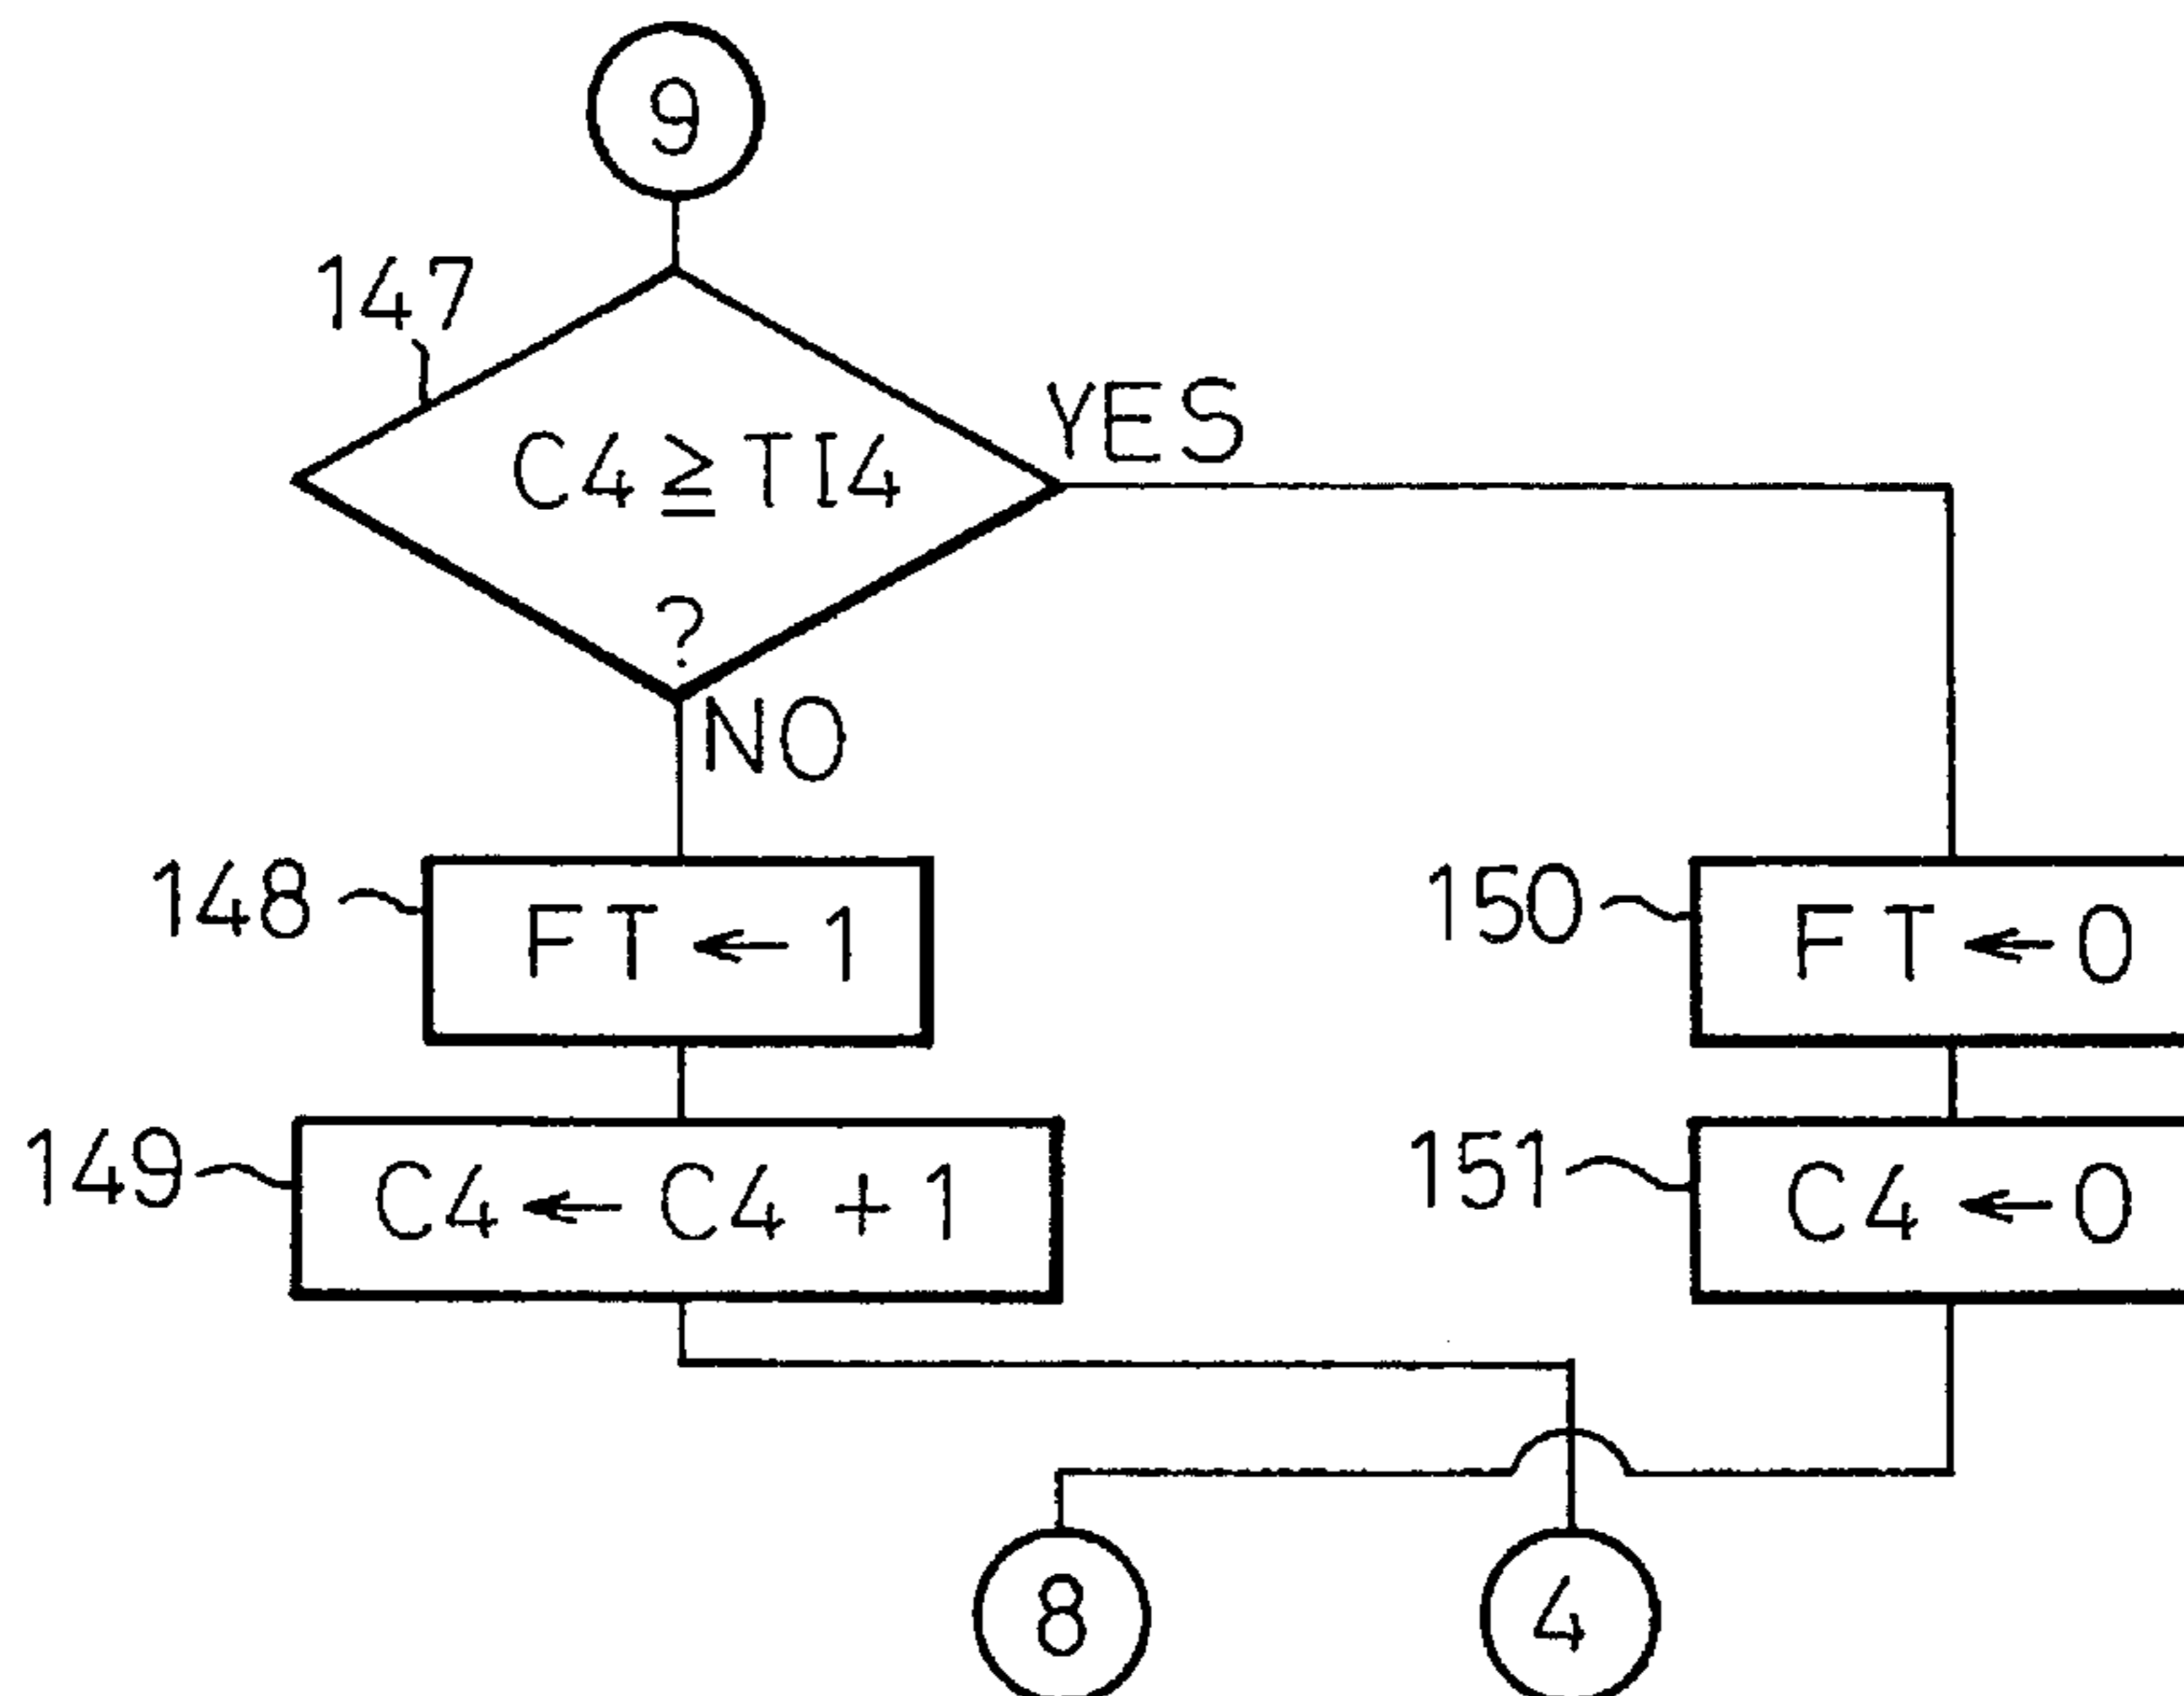 9
147
YES
C4 ≧ TI4
?
NO
148
FT ← 1
150
FT ← 0
149
C4 ← C4 + 1
151
C4 ← 0
8
4